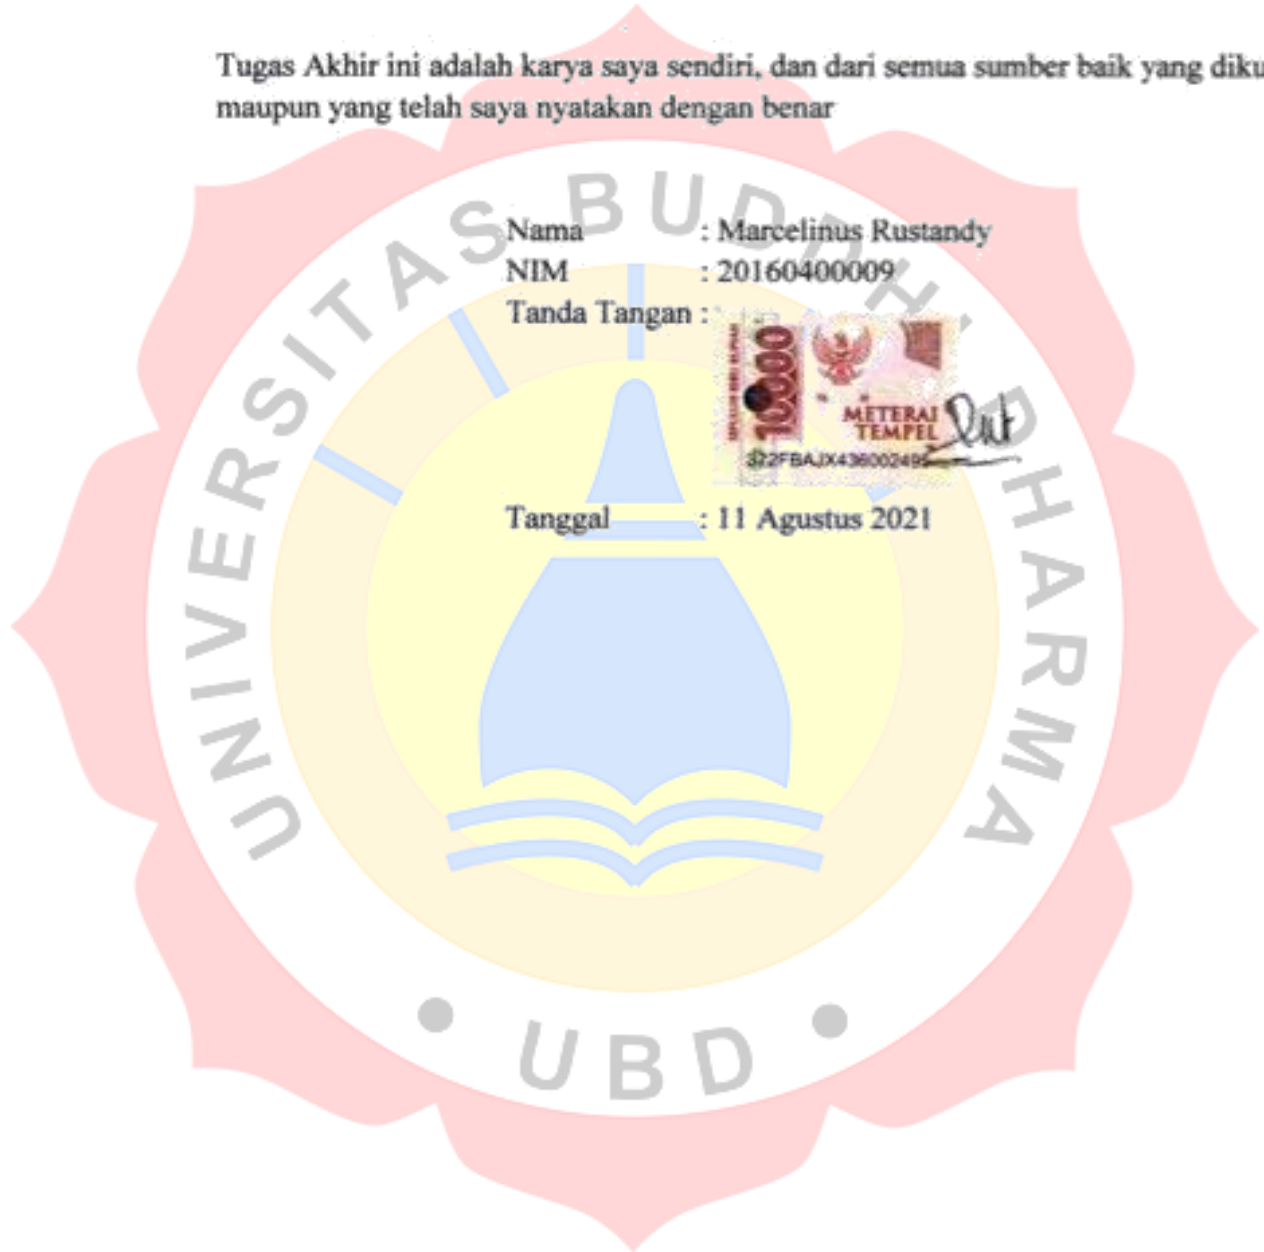 Tugas Akhir ini adalah karya saya sendiri, dan dari semua sumber baik yang diku
maupun yang telah saya nyatakan dengan benar
UNIVERSITAS BUDDHI DHARMA
Nama : Marcelinus Rustandy
NIM : 20160400009
Tanda Tangan :
10000
METERAI
TEMPEL
Tanggal : 11 Agustus 2021
• UBD •